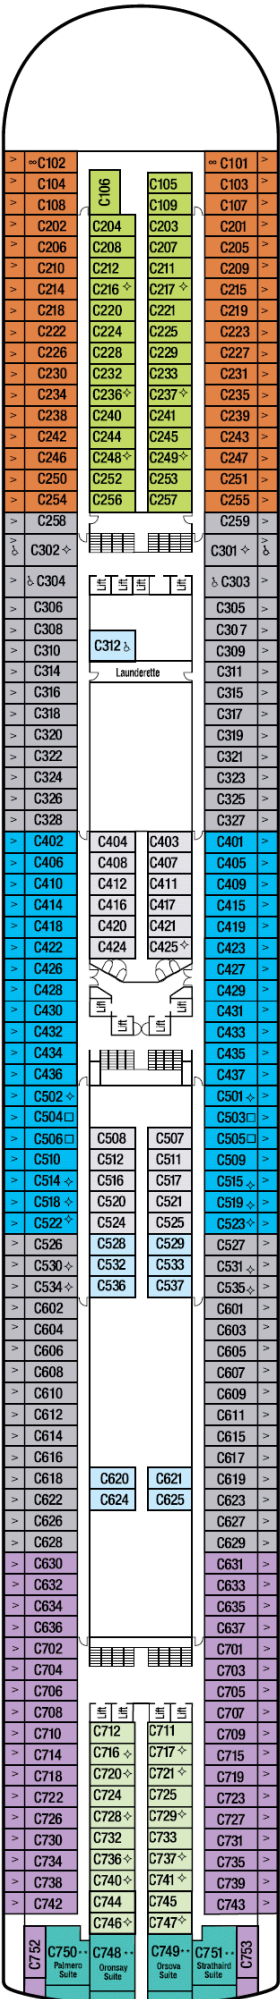 > ∞C102 C106 ∞ C101 >
> C104 C105 C103 >
> C108 C109 C107 >
> C202 C204 C203 C201 >
> C206 C208 C207 C205 >
> C210 C212 C211 C209 >
> C214 C216 C217 C215 >
> C218 C220 C221 C219 >
> C222 C224 C225 C223 >
> C226 C228 C229 C227 >
> C230 C232 C233 C231 >
> C234 C236 C237 C235 >
> C238 C240 C241 C239 >
> C242 C244 C245 C243 >
> C246 C248 C249 C247 >
> C250 C252 C253 C251 >
> C254 C256 C257 C255 >
> C258 C259 >
> C302 C301 >
> C304 Lift Lift Lift Lift C303 >
> C306 C305 >
> C308 C307 >
> C310 C312 C309 >
> C314 Launderette C311 >
> C316 C315 >
> C318 C317 >
> C320 C319 >
> C322 C321 >
> C324 C323 >
> C326 C325 >
> C328 C327 >
> C402 C404 C403 C401 >
> C406 C408 C407 C405 >
> C410 C412 C411 C409 >
> C414 C416 C417 C415 >
> C418 C420 C421 C419 >
> C422 C424 C425 C423 >
> C426 C427 >
> C428 C429 >
> C430 Lift Lift C431 >
> C432 Lift Lift C433 >
> C434 C435 >
> C436 C437 >
> C502 C501 >
> C504□ C503□ >
> C506□ C508 C507 C505□ >
> C510 C512 C511 C509 >
> C514 C516 C517 C515 >
> C518 C520 C521 C519 >
> C522 C524 C525 C523 >
> C526 C528 C529 C527 >
> C530 C532 C533 C531 >
> C534 C536 C537 C535 >
> C602 C601 >
> C604 C603 >
> C606 C605 >
> C608 C607 >
> C610 C609 >
> C612 C611 >
> C614 C615 >
> C616 C617 >
> C618 C620 C621 C619 >
> C622 C624 C625 C623 >
> C626 C627 >
> C628 C629 >
> C630 C631 >
> C632 C633 >
> C634 C635 >
> C636 C637 >
> C702 C701 >
> C704 C703 >
> C706 C705 >
> C708 Lift Lift Lift Lift C707 >
> C710 C712 C711 C709 >
> C714 C716 C717 C715 >
> C718 C720 C721 C719 >
> C722 C724 C725 C723 >
> C726 C728 C729 C727 >
> C730 C732 C733 C731 >
> C734 C736 C737 C735 >
> C738 C740 C741 C739 >
> C742 C744 C745 C743 >
C746 C747
C752 C750 Palmero Suite C748 Oronsay Suite C749 Orsova Suite C751 Strathaird Suite C753